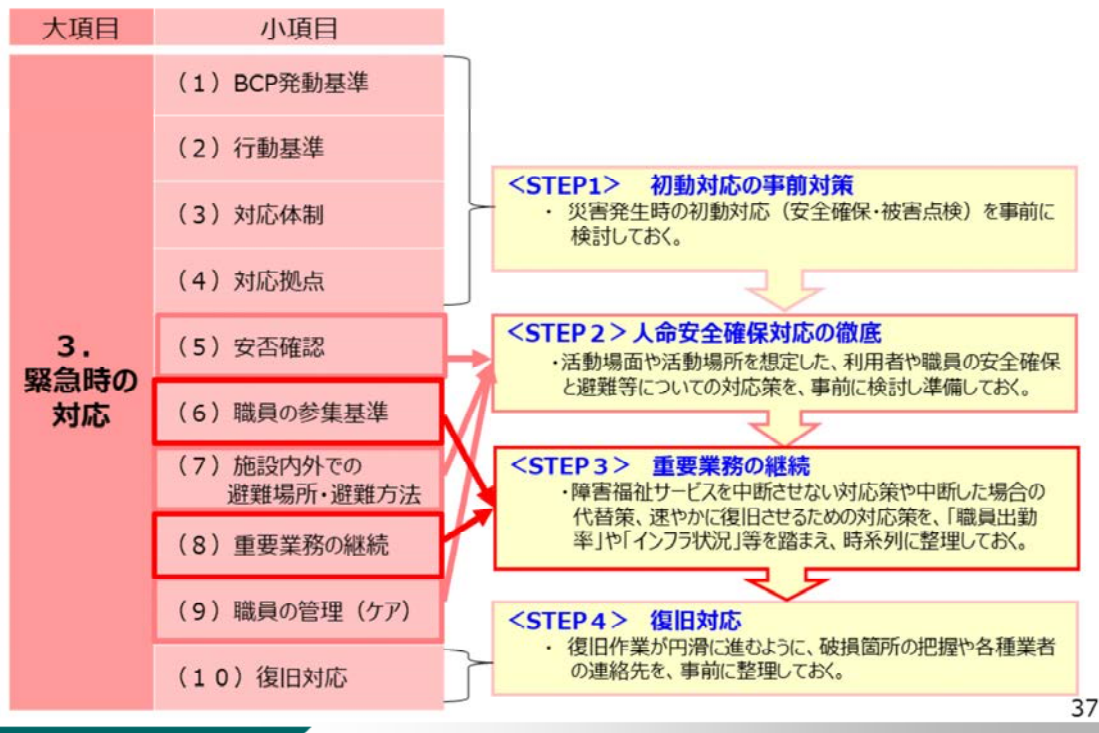 大項目
小項目
3.
緊急時の
対応
(1)BCP発動基準
(2)行動基準
(3)対応体制
(4)対応拠点
(5)安否確認
(6)職員の参集基準
(7)施設内外での
避難場所・避難方法
(8)重要業務の継続
(9)職員の管理(ケア)
(10)復旧対応
<STEP1> 初動対応の事前対策
・ 災害発生時の初動対応(安全確保・被害点検)を事前に
検討しておく。
<STEP2>人命安全確保対応の徹底
・活動場面や活動場所を想定した、利用者や職員の安全確保
と避難等についての対応策を、事前に検討し準備しておく。
<STEP3> 重要業務の継続
・障害福祉サービスを中断させない対応策や中断した場合の
代替策、速やかに復旧させるための対応策を、「職員出勤
率」や「インフラ状況」等を踏まえ、時系列に整理しておく。
<STEP4> 復旧対応
・ 復旧作業が円滑に進むように、破損箇所の把握や各種業者
の連絡先を、事前に整理しておく。
37